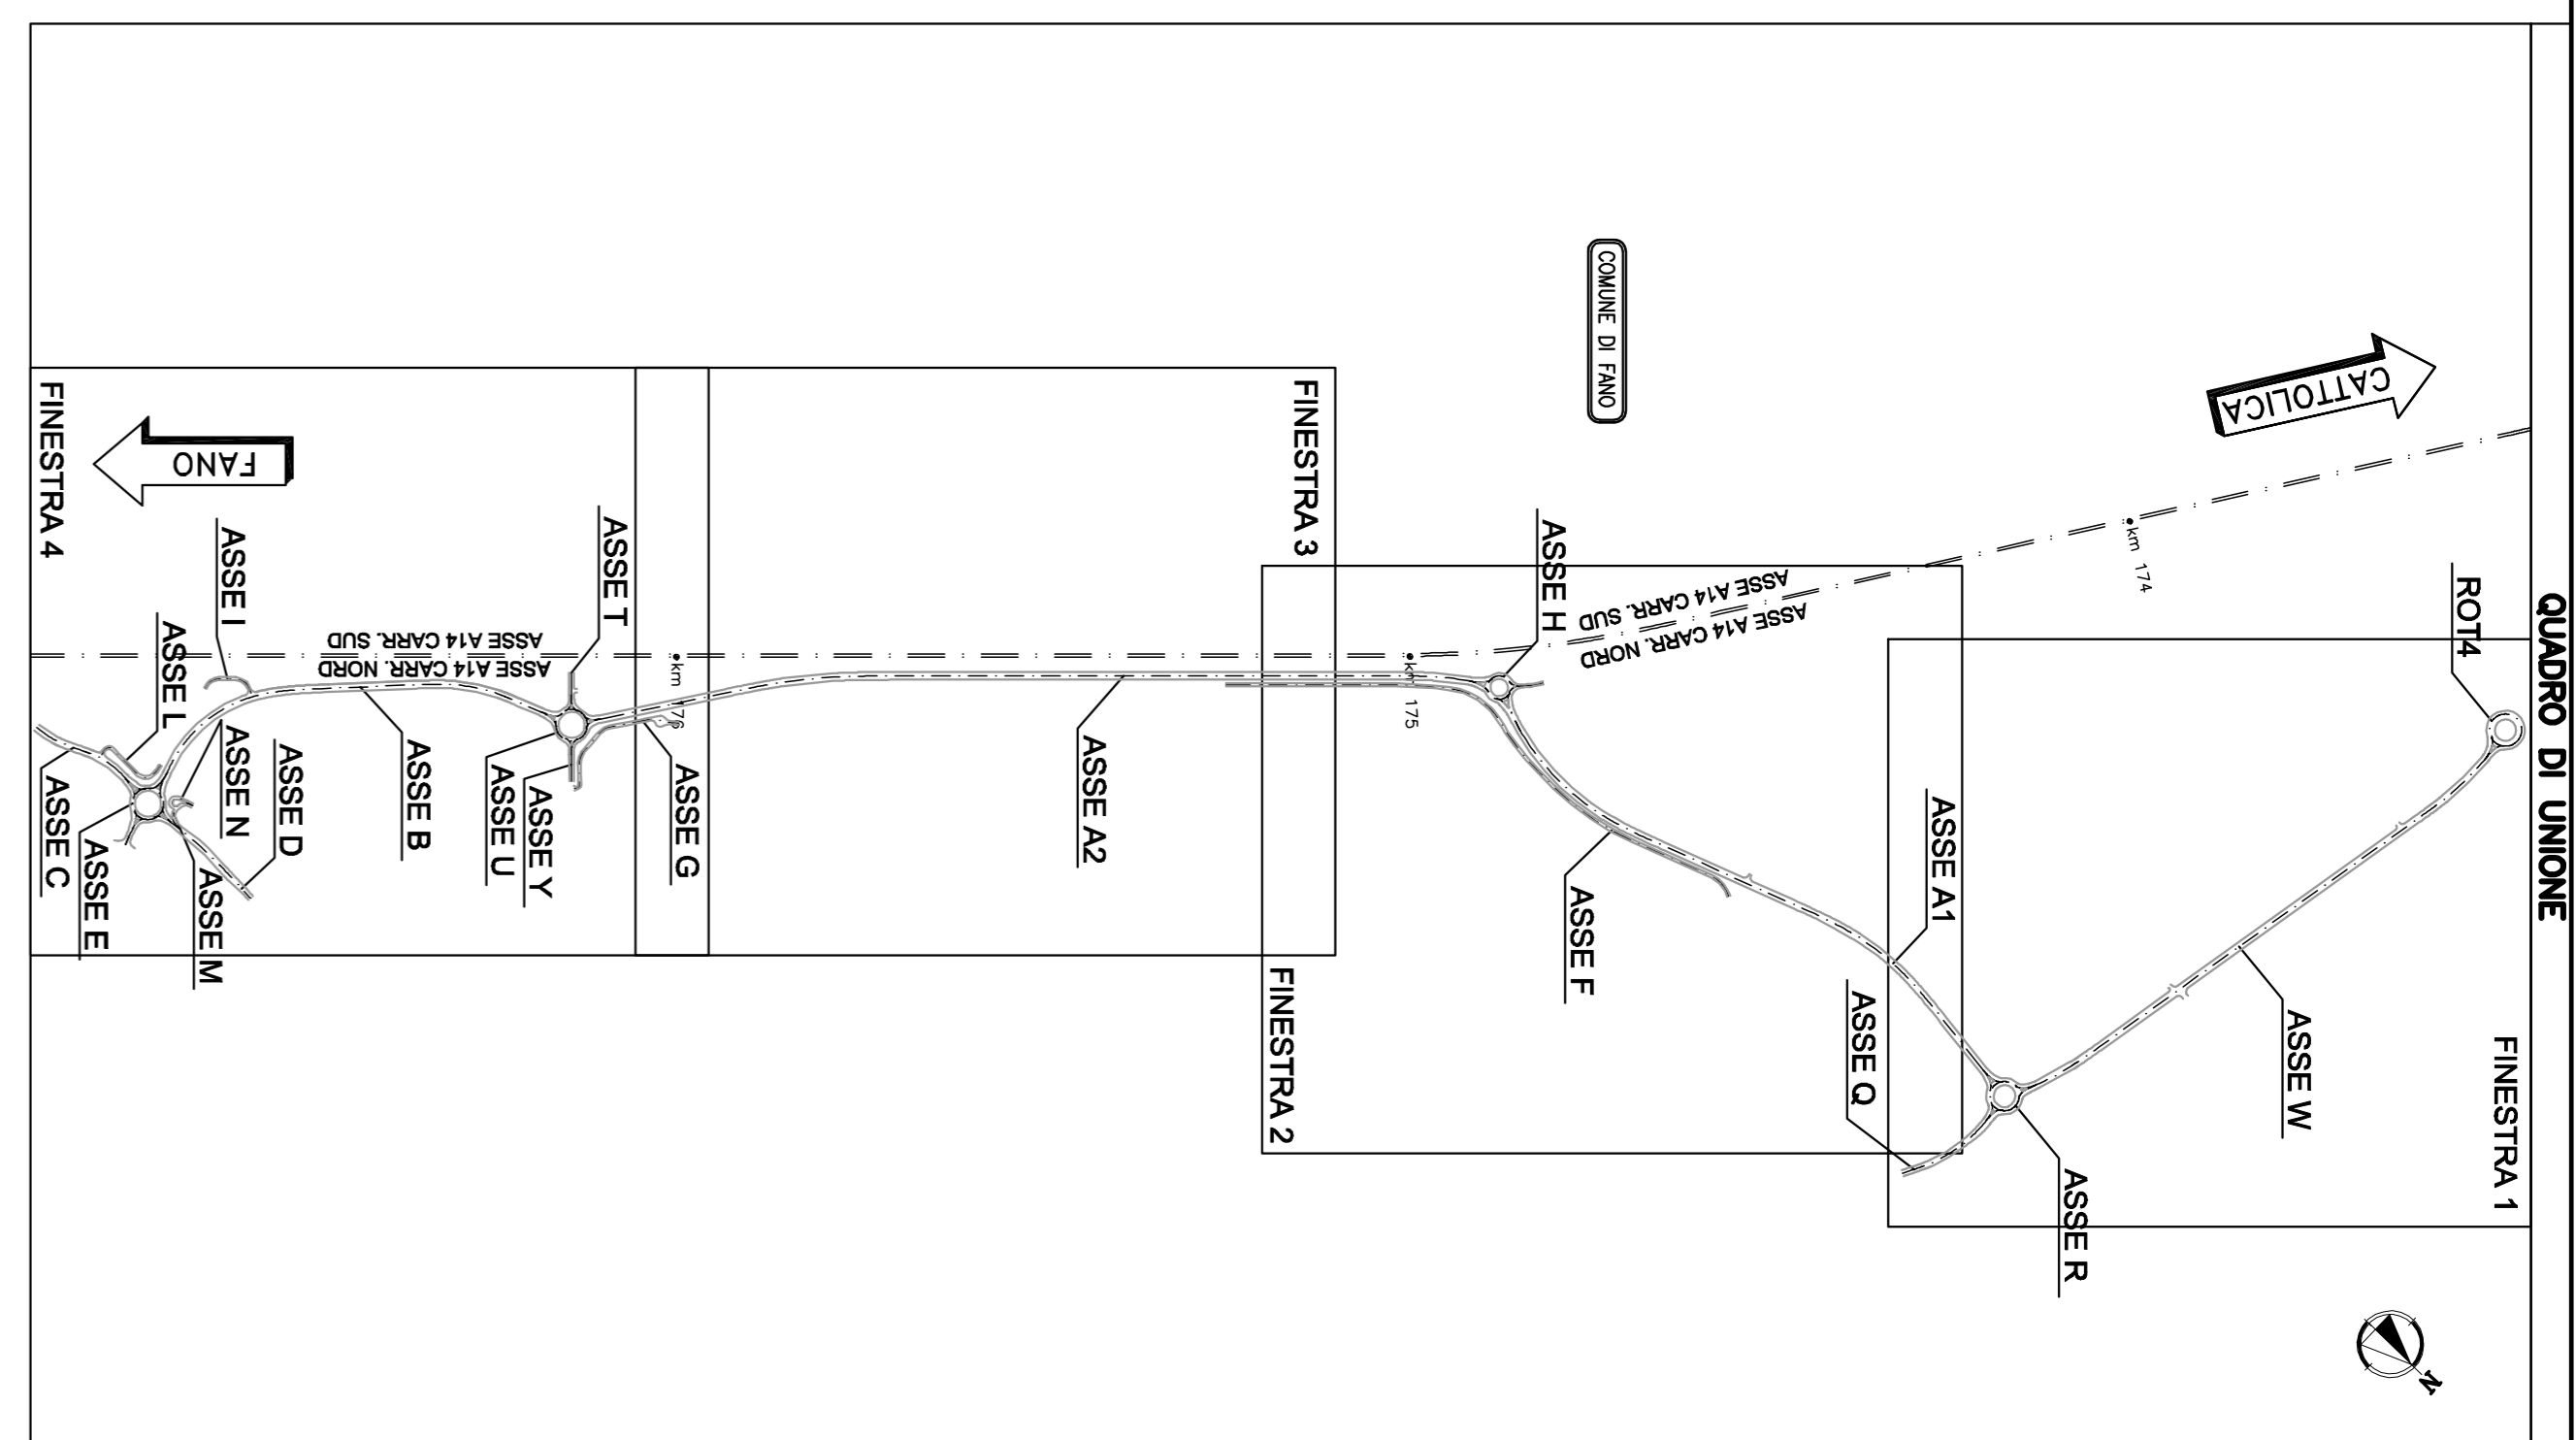 QUADRO DI UNIONE
CATTOLICA
COMUNE DI FANO
FANO
FINESTRA 1
FINESTRA 2
FINESTRA 3
FINESTRA 4
ROT4
ASSE W
ASSE R
ASSE Q
ASSE A1
ASSE F
ASSE H
ASSE A14 CARR. SUD
ASSE A14 CARR. NORD
km 174
km 175
km 176
ASSE A2
ASSE G
ASSE T
ASSE Y
ASSE U
ASSE A14 CARR. SUD
ASSE A14 CARR. NORD
ASSE B
ASSE D
ASSE N
ASSE I
ASSE L
ASSE M
ASSE E
ASSE C
N